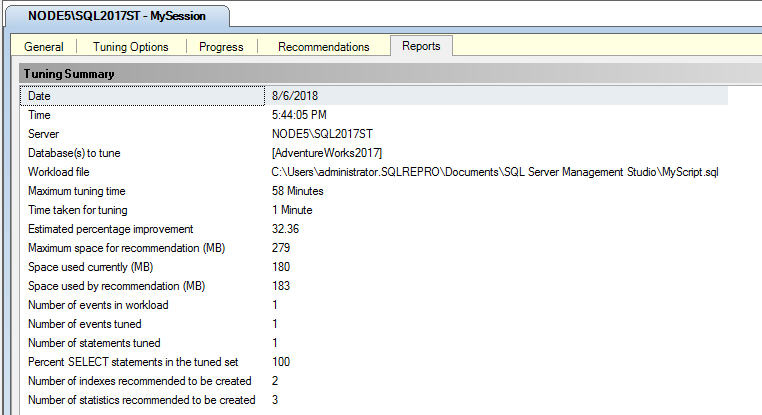 NODE5\SQL2017ST - MySession
General Tuning Options Progress Recommendations Reports
Tuning Summary
Date 8/6/2018
Time 5:44:05 PM
Server NODE5\SQL2017ST
Database(s) to tune [AdventureWorks2017]
Workload file C:\Users\administrator.SQLREPRO\Documents\SQL Server Management Studio\MyScript.sql
Maximum tuning time 58 Minutes
Time taken for tuning 1 Minute
Estimated percentage improvement 32.36
Maximum space for recommendation (MB) 279
Space used currently (MB) 180
Space used by recommendation (MB) 183
Number of events in workload 1
Number of events tuned 1
Number of statements tuned 1
Percent SELECT statements in the tuned set 100
Number of indexes recommended to be created 2
Number of statistics recommended to be created 3